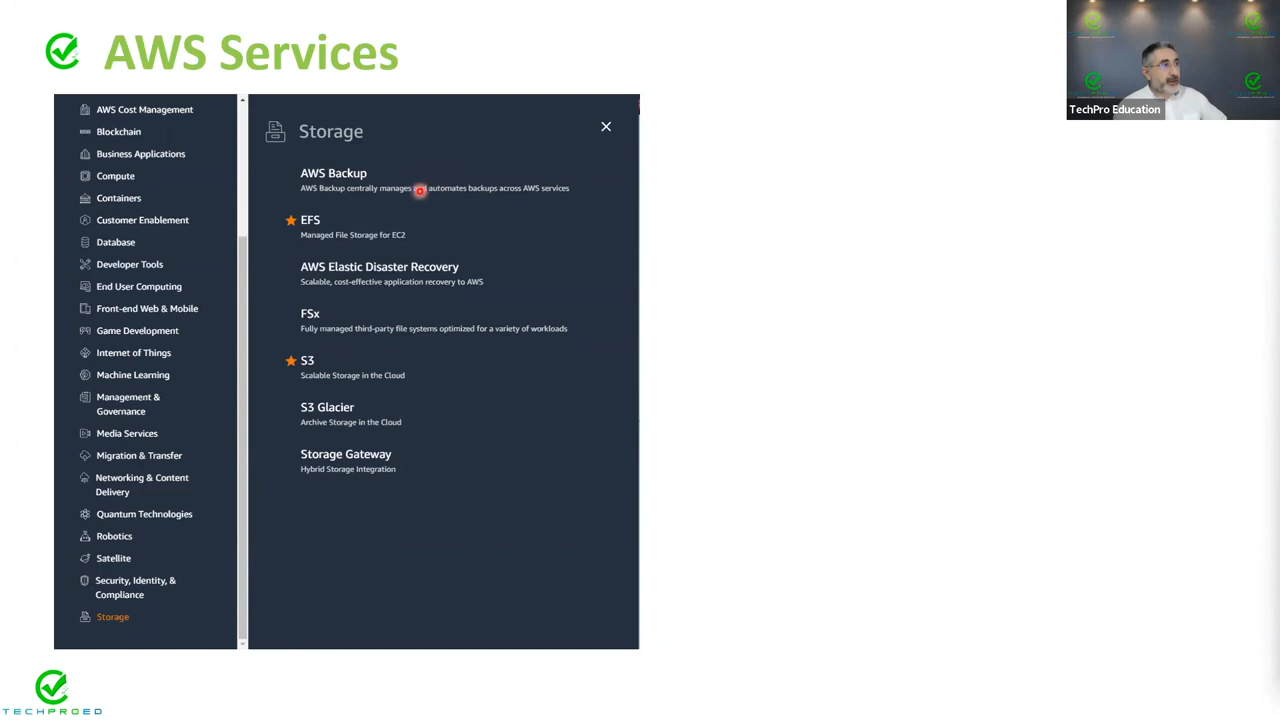 AWS Services
TechPro Education
AWS Cost Management
Blockchain
Business Applications
Compute
Containers
Customer Enablement
Database
Developer Tools
End User Computing
Front-end Web & Mobile
Game Development
Internet of Things
Machine Learning
Management &
Governance
Media Services
Migration & Transfer
Networking & Content
Delivery
Quantum Technologies
Robotics
Satellite
Security, Identity, &
Compliance
Storage
Storage
AWS Backup
AWS Backup centrally manages and automates backups across AWS services
EFS
Managed File Storage for EC2
AWS Elastic Disaster Recovery
Scalable, cost-effective application recovery to AWS
FSx
Fully managed third-party file systems optimized for a variety of workloads
S3
Scalable Storage in the Cloud
S3 Glacier
Archive Storage in the Cloud
Storage Gateway
Hybrid Storage Integration
TECHPROED